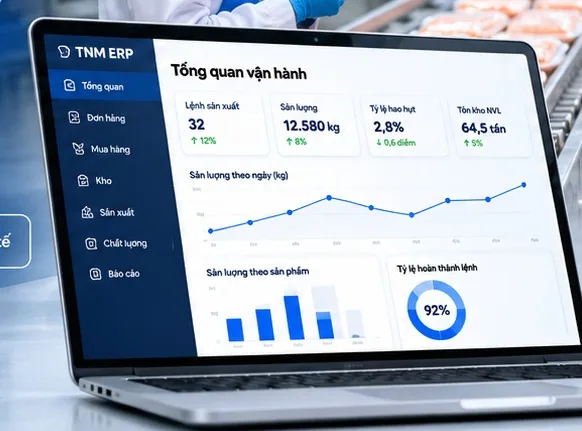 TNM ERP
Tổng quan
Đơn hàng
Mua hàng
Kho
Sản xuất
Chất lượng
Báo cáo
Tổng quan vận hành
Lệnh sản xuất
32
↑ 12%
Sản lượng
12.580 kg
↑ 8%
Tỷ lệ hao hụt
2,8%
↓ 0,6 điểm
Tồn kho NVL
64,5 tấn
↑ 5%
Sản lượng theo ngày (kg)
Sản lượng theo sản phẩm
Tỷ lệ hoàn thành lệnh
92%